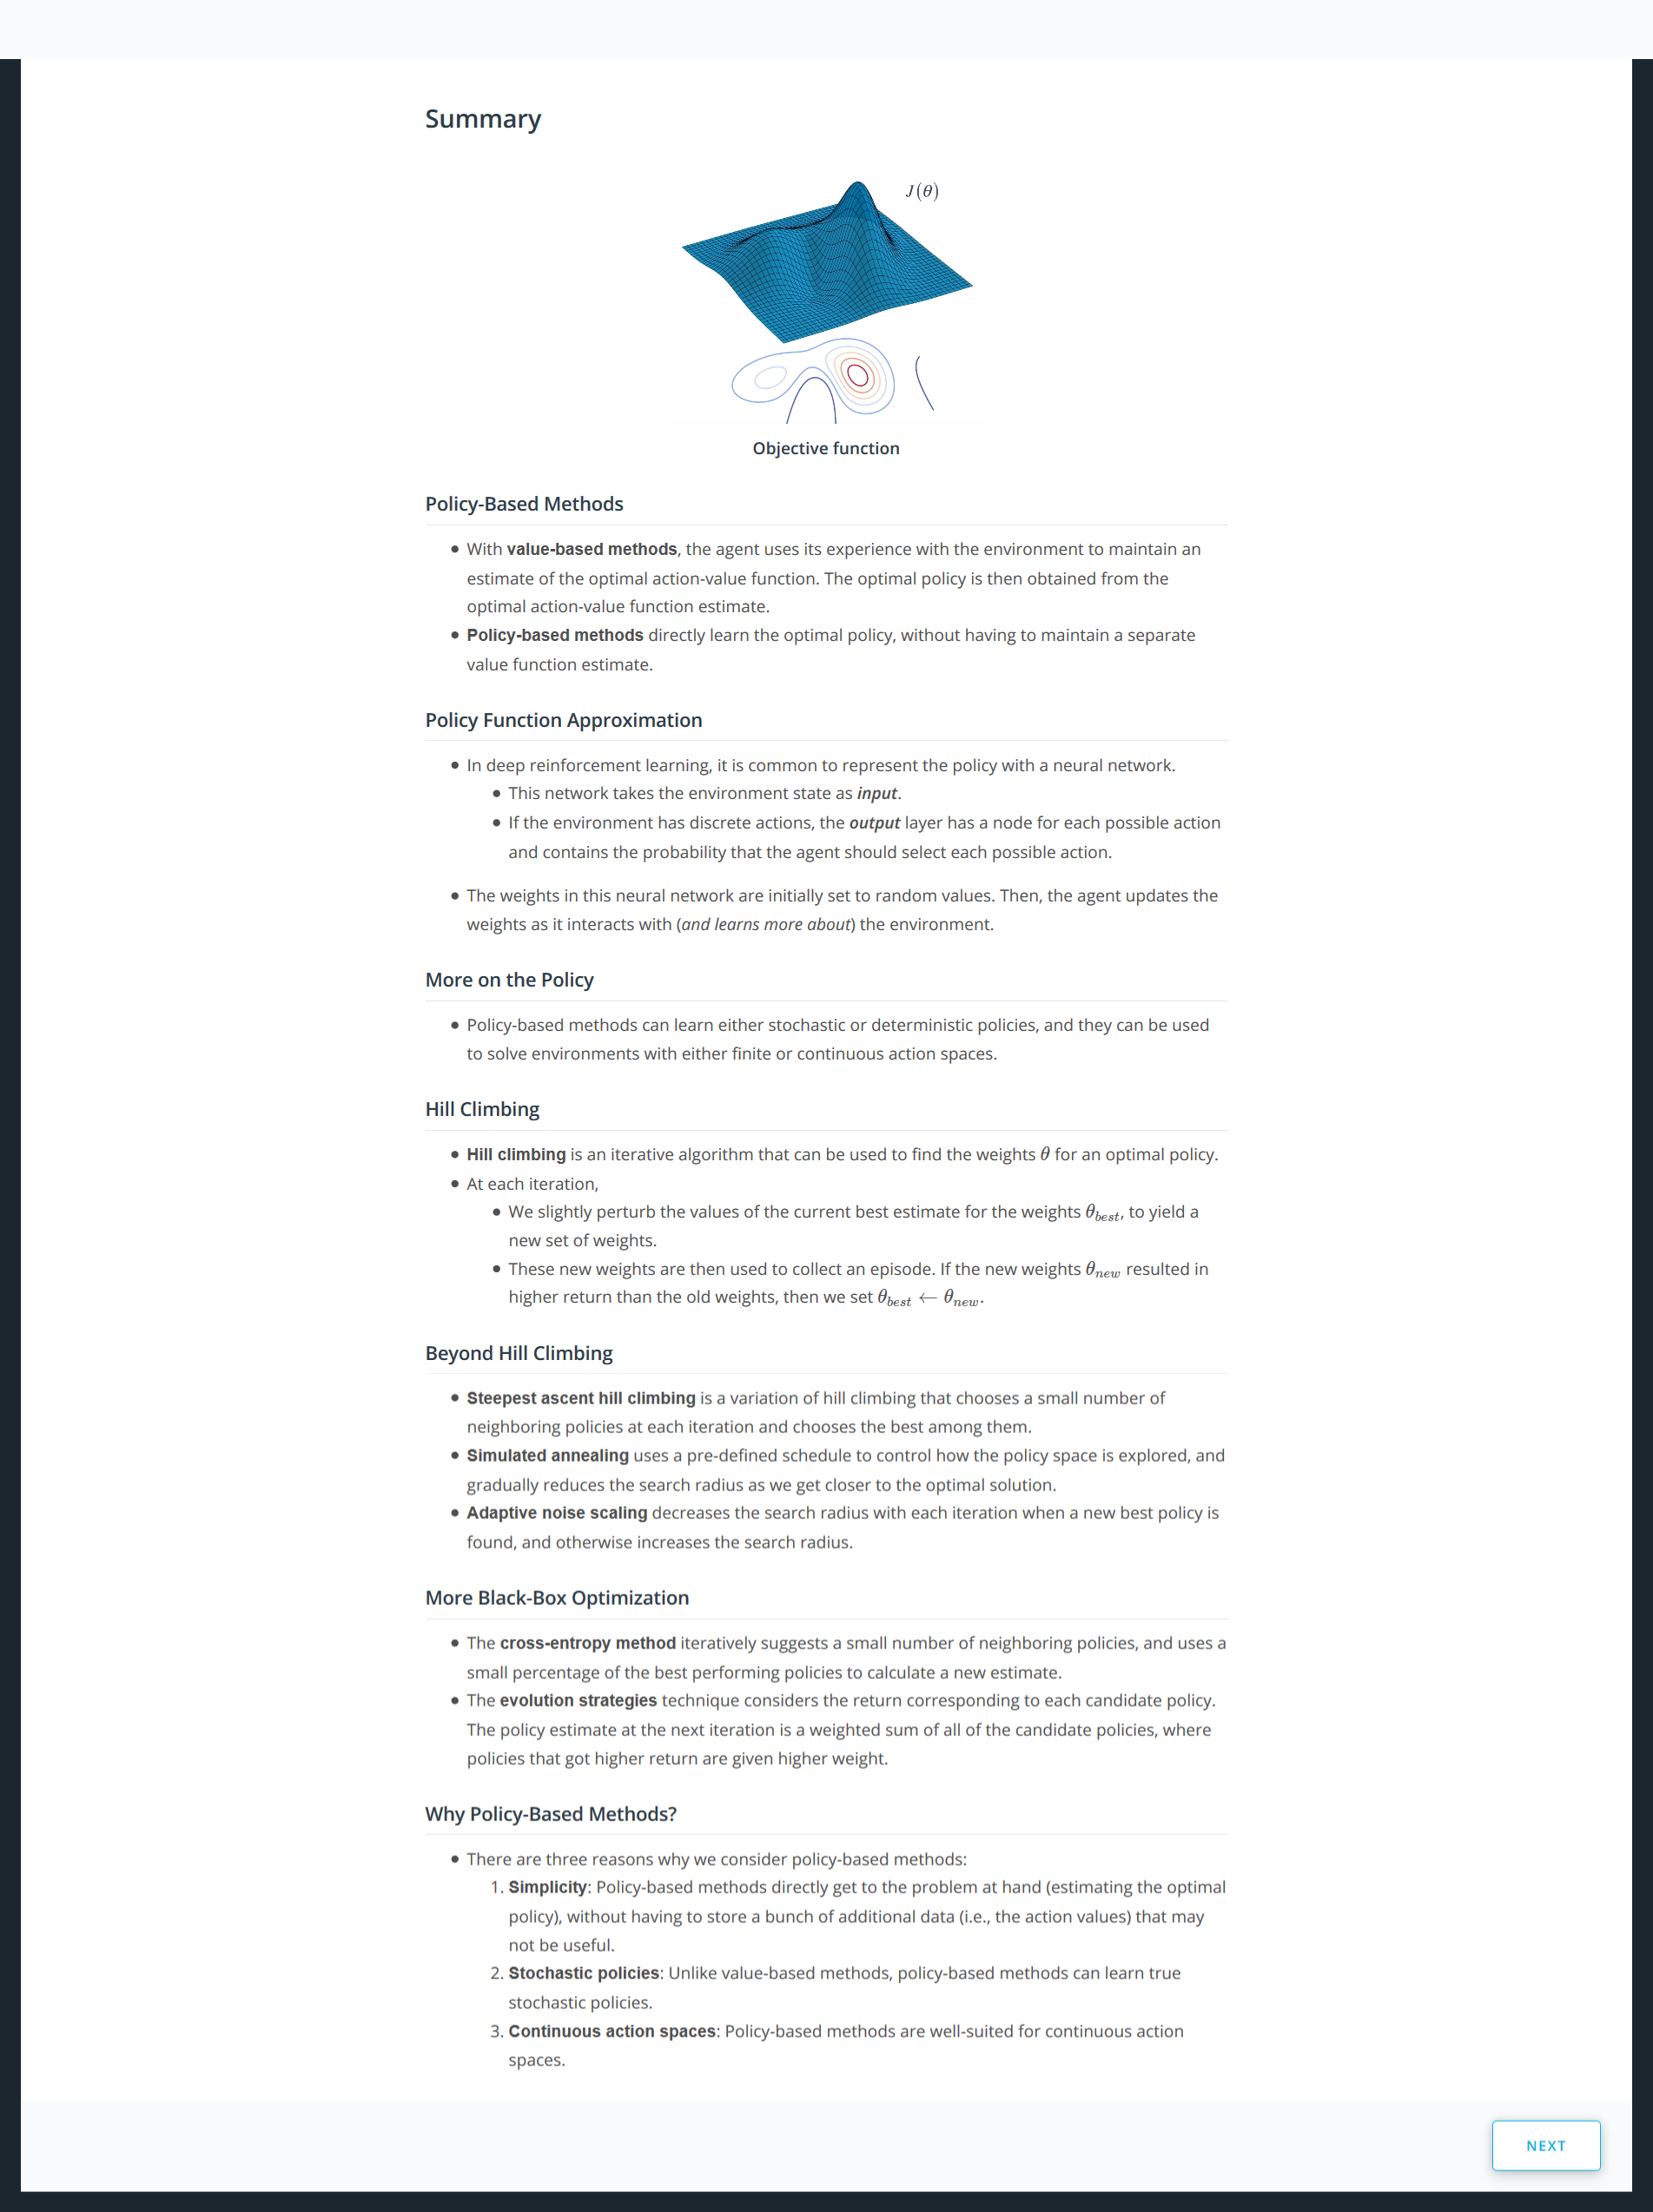 Summary
J(θ)
Objective function
Policy-Based Methods
With value-based methods, the agent uses its experience with the environment to maintain an
estimate of the optimal action-value function. The optimal policy is then obtained from the
optimal action-value function estimate.
Policy-based methods directly learn the optimal policy, without having to maintain a separate
value function estimate.
Policy Function Approximation
In deep reinforcement learning, it is common to represent the policy with a neural network.
This network takes the environment state as input.
If the environment has discrete actions, the output layer has a node for each possible action
and contains the probability that the agent should select each possible action.
The weights in this neural network are initially set to random values. Then, the agent updates the
weights as it interacts with (and learns more about) the environment.
More on the Policy
Policy-based methods can learn either stochastic or deterministic policies, and they can be used
to solve environments with either finite or continuous action spaces.
Hill Climbing
Hill climbing is an iterative algorithm that can be used to find the weights θ for an optimal policy.
At each iteration,
We slightly perturb the values of the current best estimate for the weights θbest, to yield a
new set of weights.
These new weights are then used to collect an episode. If the new weights θnew resulted in
higher return than the old weights, then we set θbest ← θnew.
Beyond Hill Climbing
Steepest ascent hill climbing is a variation of hill climbing that chooses a small number of
neighboring policies at each iteration and chooses the best among them.
Simulated annealing uses a pre-defined schedule to control how the policy space is explored, and
gradually reduces the search radius as we get closer to the optimal solution.
Adaptive noise scaling decreases the search radius with each iteration when a new best policy is
found, and otherwise increases the search radius.
More Black-Box Optimization
The cross-entropy method iteratively suggests a small number of neighboring policies, and uses a
small percentage of the best performing policies to calculate a new estimate.
The evolution strategies technique considers the return corresponding to each candidate policy.
The policy estimate at the next iteration is a weighted sum of all of the candidate policies, where
policies that got higher return are given higher weight.
Why Policy-Based Methods?
There are three reasons why we consider policy-based methods:
1. Simplicity: Policy-based methods directly get to the problem at hand (estimating the optimal
policy), without having to store a bunch of additional data (i.e., the action values) that may
not be useful.
2. Stochastic policies: Unlike value-based methods, policy-based methods can learn true
stochastic policies.
3. Continuous action spaces: Policy-based methods are well-suited for continuous action
spaces.
NEXT